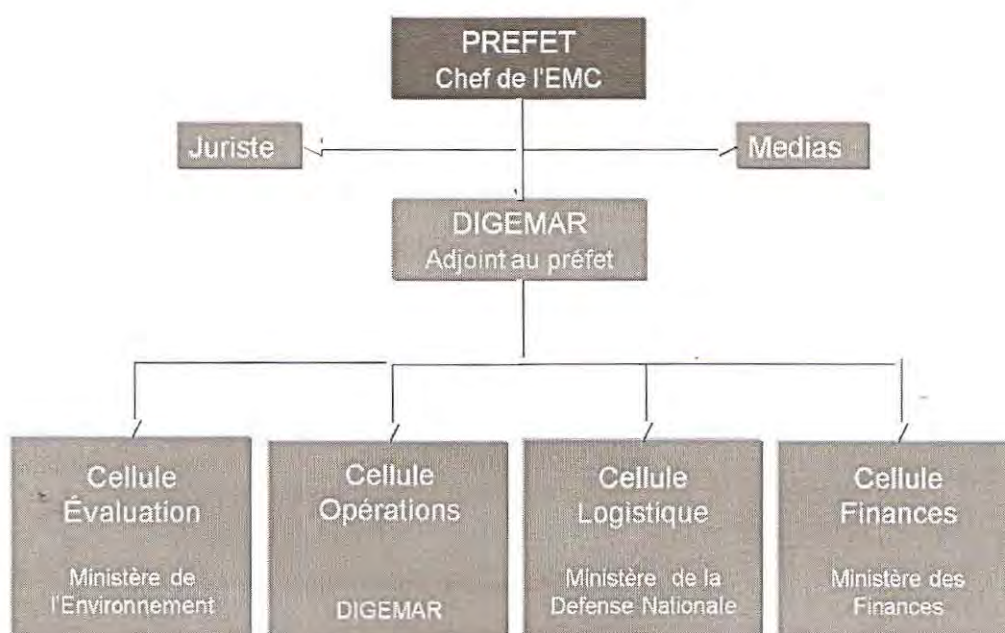 PREFET
Chef de l'EMC
Juriste
Medias
DIGEMAR
Adjoint au préfet
Cellule
Évaluation
Ministère de
l'Environnement
Cellule
Opérations
DIGEMAR
Cellule
Logistique
Ministère de la
Defense Nationale
Cellule
Finances
Ministère des
Finances